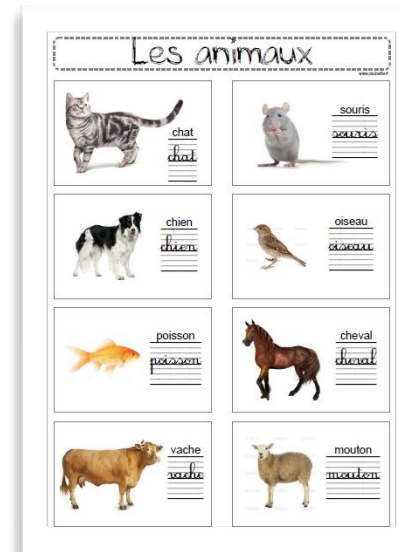 Les animaux
chat
chat
souris
souris
chien
chien
oiseau
oiseau
poisson
poisson
cheval
cheval
vache
vache
mouton
mouton